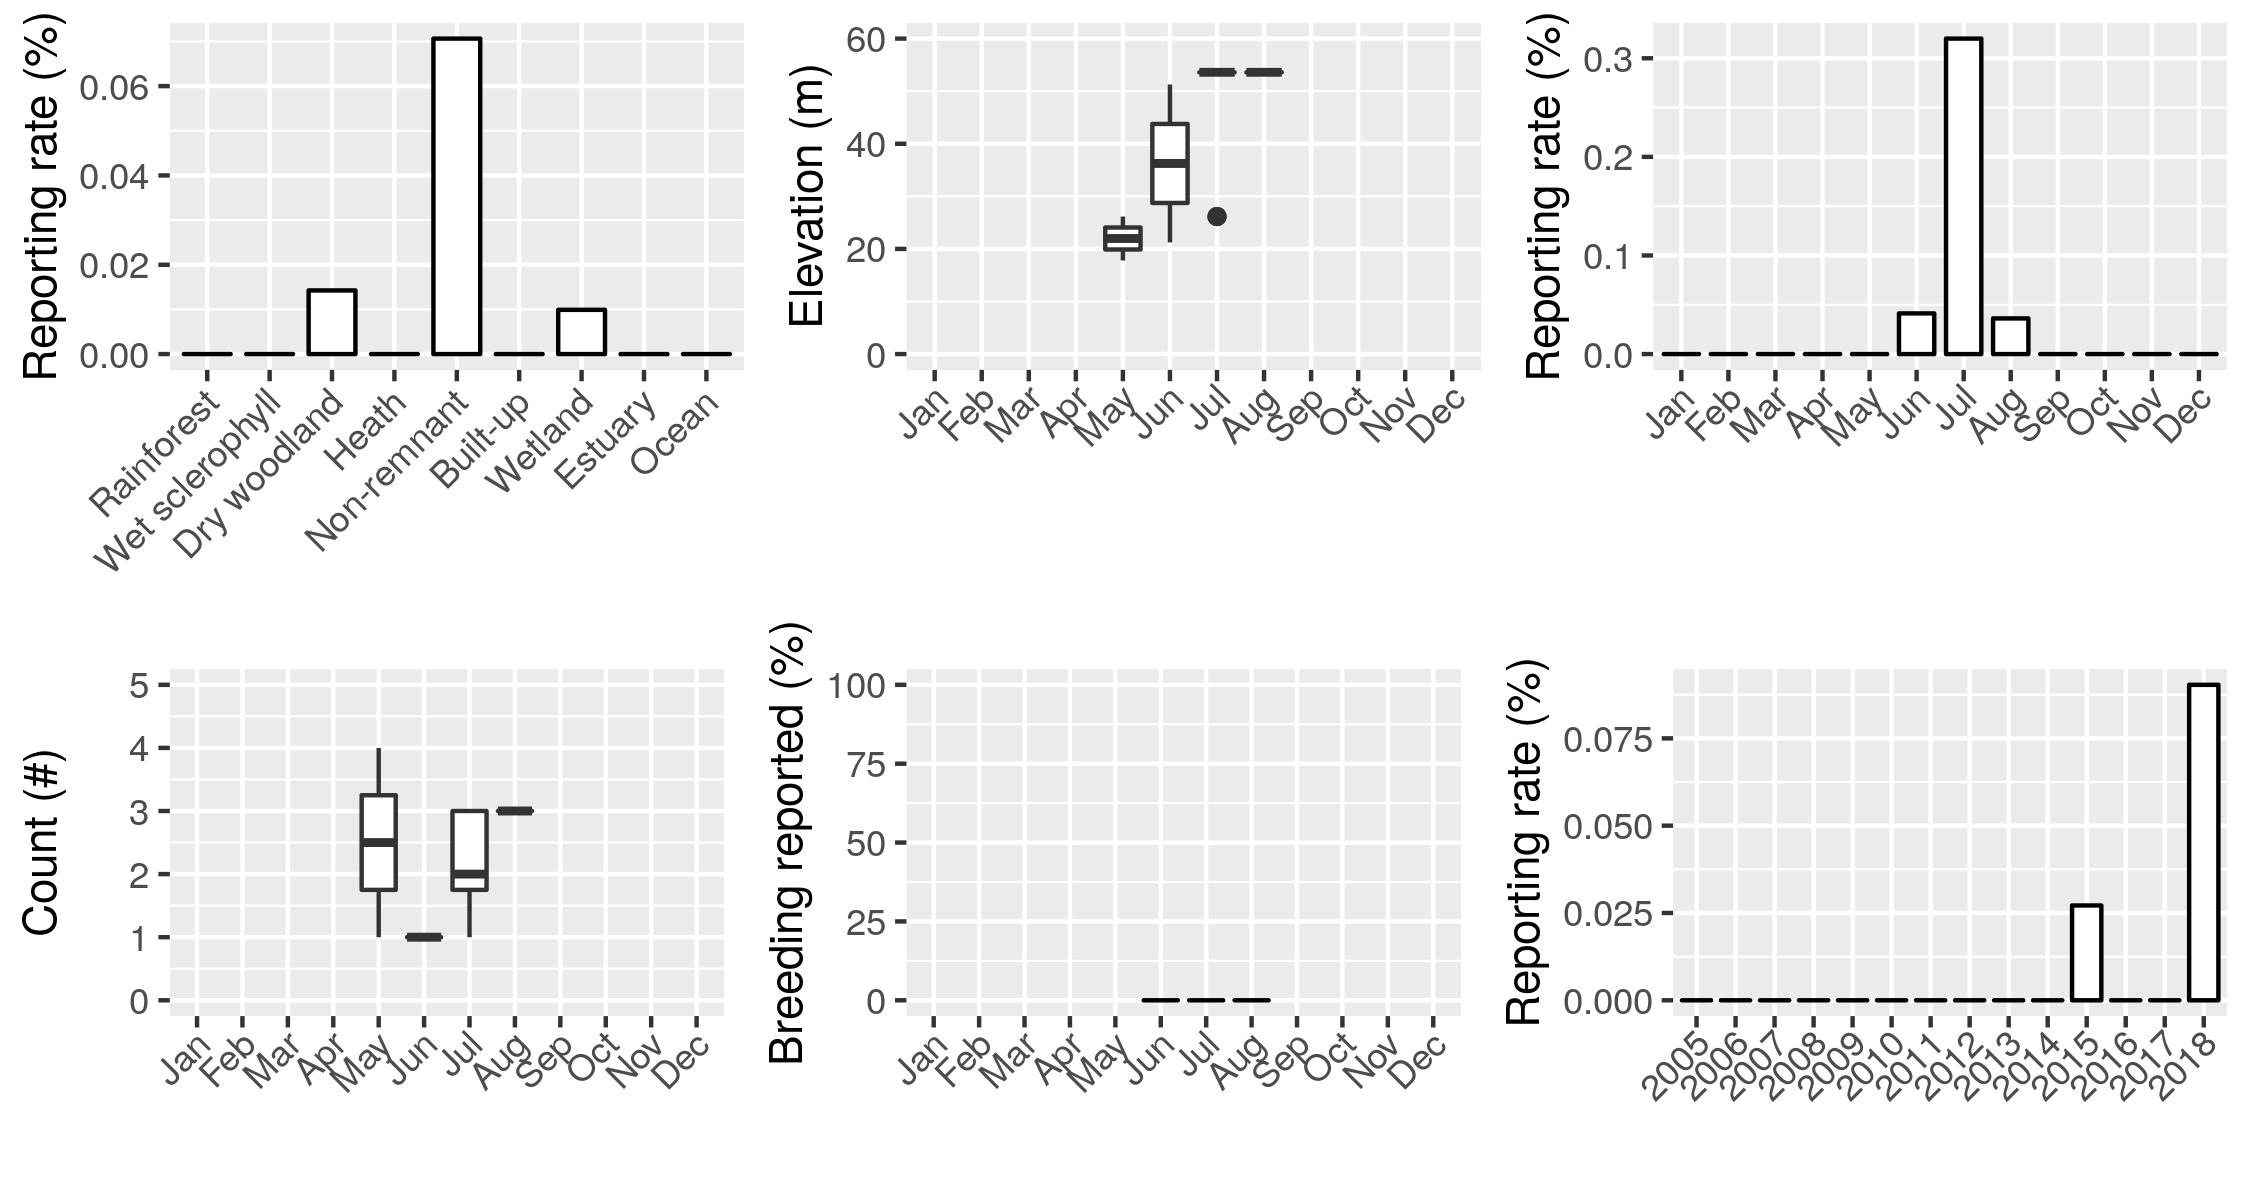 Reporting rate (%)
0.06
0.04
0.02
0.00
Rainforest
Wet sclerophyll
Dry woodland
Heath
Non-remnant
Built-up
Wetland
Estuary
Ocean
Elevation (m)
60
40
20
0
Jan
Feb
Mar
Apr
May
Jun
Jul
Aug
Sep
Oct
Nov
Dec
Reporting rate (%)
0.3
0.2
0.1
0.0
Jan
Feb
Mar
Apr
May
Jun
Jul
Aug
Sep
Oct
Nov
Dec
Count (#)
5
4
3
2
1
0
Jan
Feb
Mar
Apr
May
Jun
Jul
Aug
Sep
Oct
Nov
Dec
Breeding reported (%)
100
75
50
25
0
Jan
Feb
Mar
Apr
May
Jun
Jul
Aug
Sep
Oct
Nov
Dec
Reporting rate (%)
0.075
0.050
0.025
0.000
2005
2006
2007
2008
2009
2010
2011
2012
2013
2014
2015
2016
2017
2018